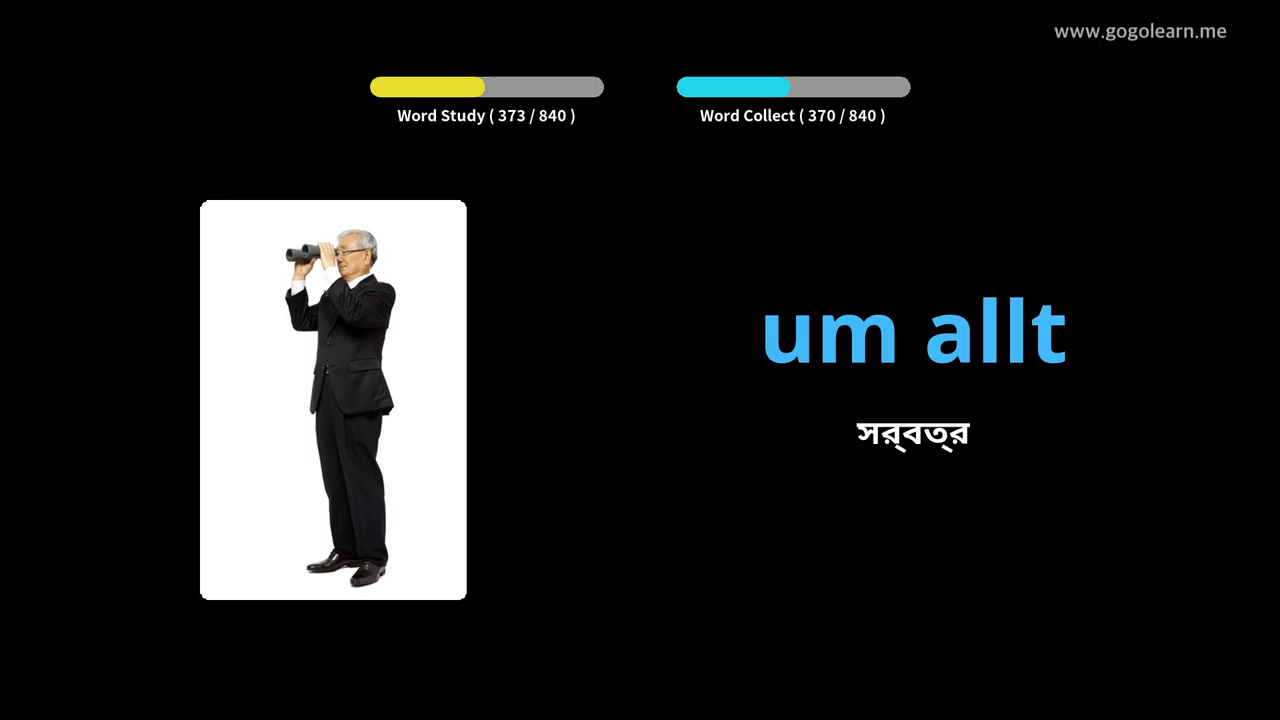 www.gogolearn.me
Word Study ( 373 / 840 )
Word Collect ( 370 / 840 )
um allt
সর্বত্র